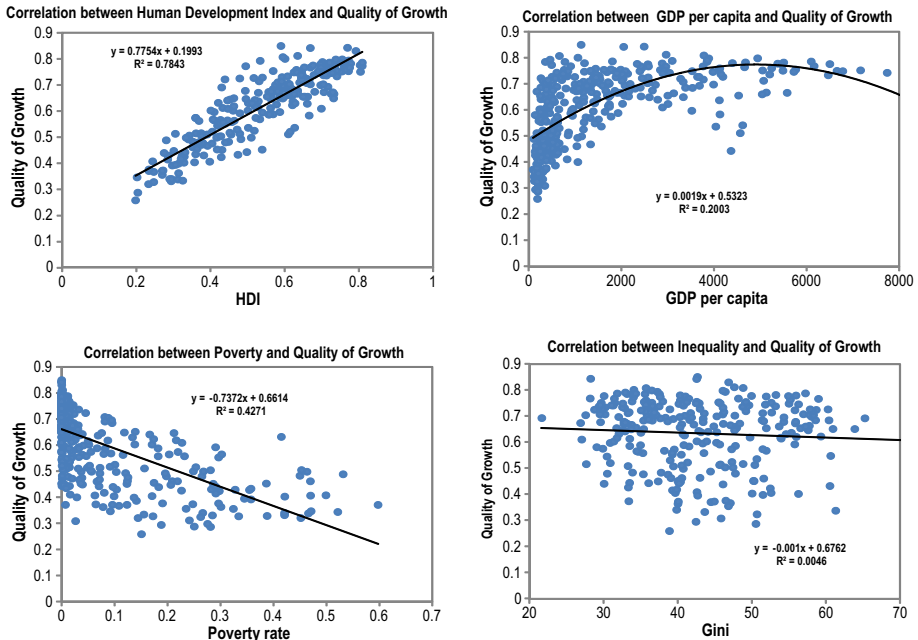 Correlation between Human Development Index and Quality of Growth
0.9
0.8
0.7
0.6
0.5
0.4
0.3
0.2
0.1
0
Quality of Growth
y = 0.7754x + 0.1993
R² = 0.7843
0 0.2 0.4 0.6 0.8 1
HDI
Correlation between GDP per capita and Quality of Growth
0.9
0.8
0.7
0.6
0.5
0.4
0.3
0.2
0.1
0
Quality of Growth
y = 0.0019x + 0.5323
R² = 0.2003
0 2000 4000 6000 8000
GDP per capita
Correlation between Poverty and Quality of Growth
0.9
0.8
0.7
0.6
0.5
0.4
0.3
0.2
0.1
0
Quality of Growth
y = -0.7372x + 0.6614
R² = 0.4271
0 0.1 0.2 0.3 0.4 0.5 0.6 0.7
Poverty rate
Correlation between Inequality and Quality of Growth
0.9
0.8
0.7
0.6
0.5
0.4
0.3
0.2
0.1
0
Quality of Growth
y = -0.001x + 0.6762
R² = 0.0046
20 30 40 50 60 70
Gini